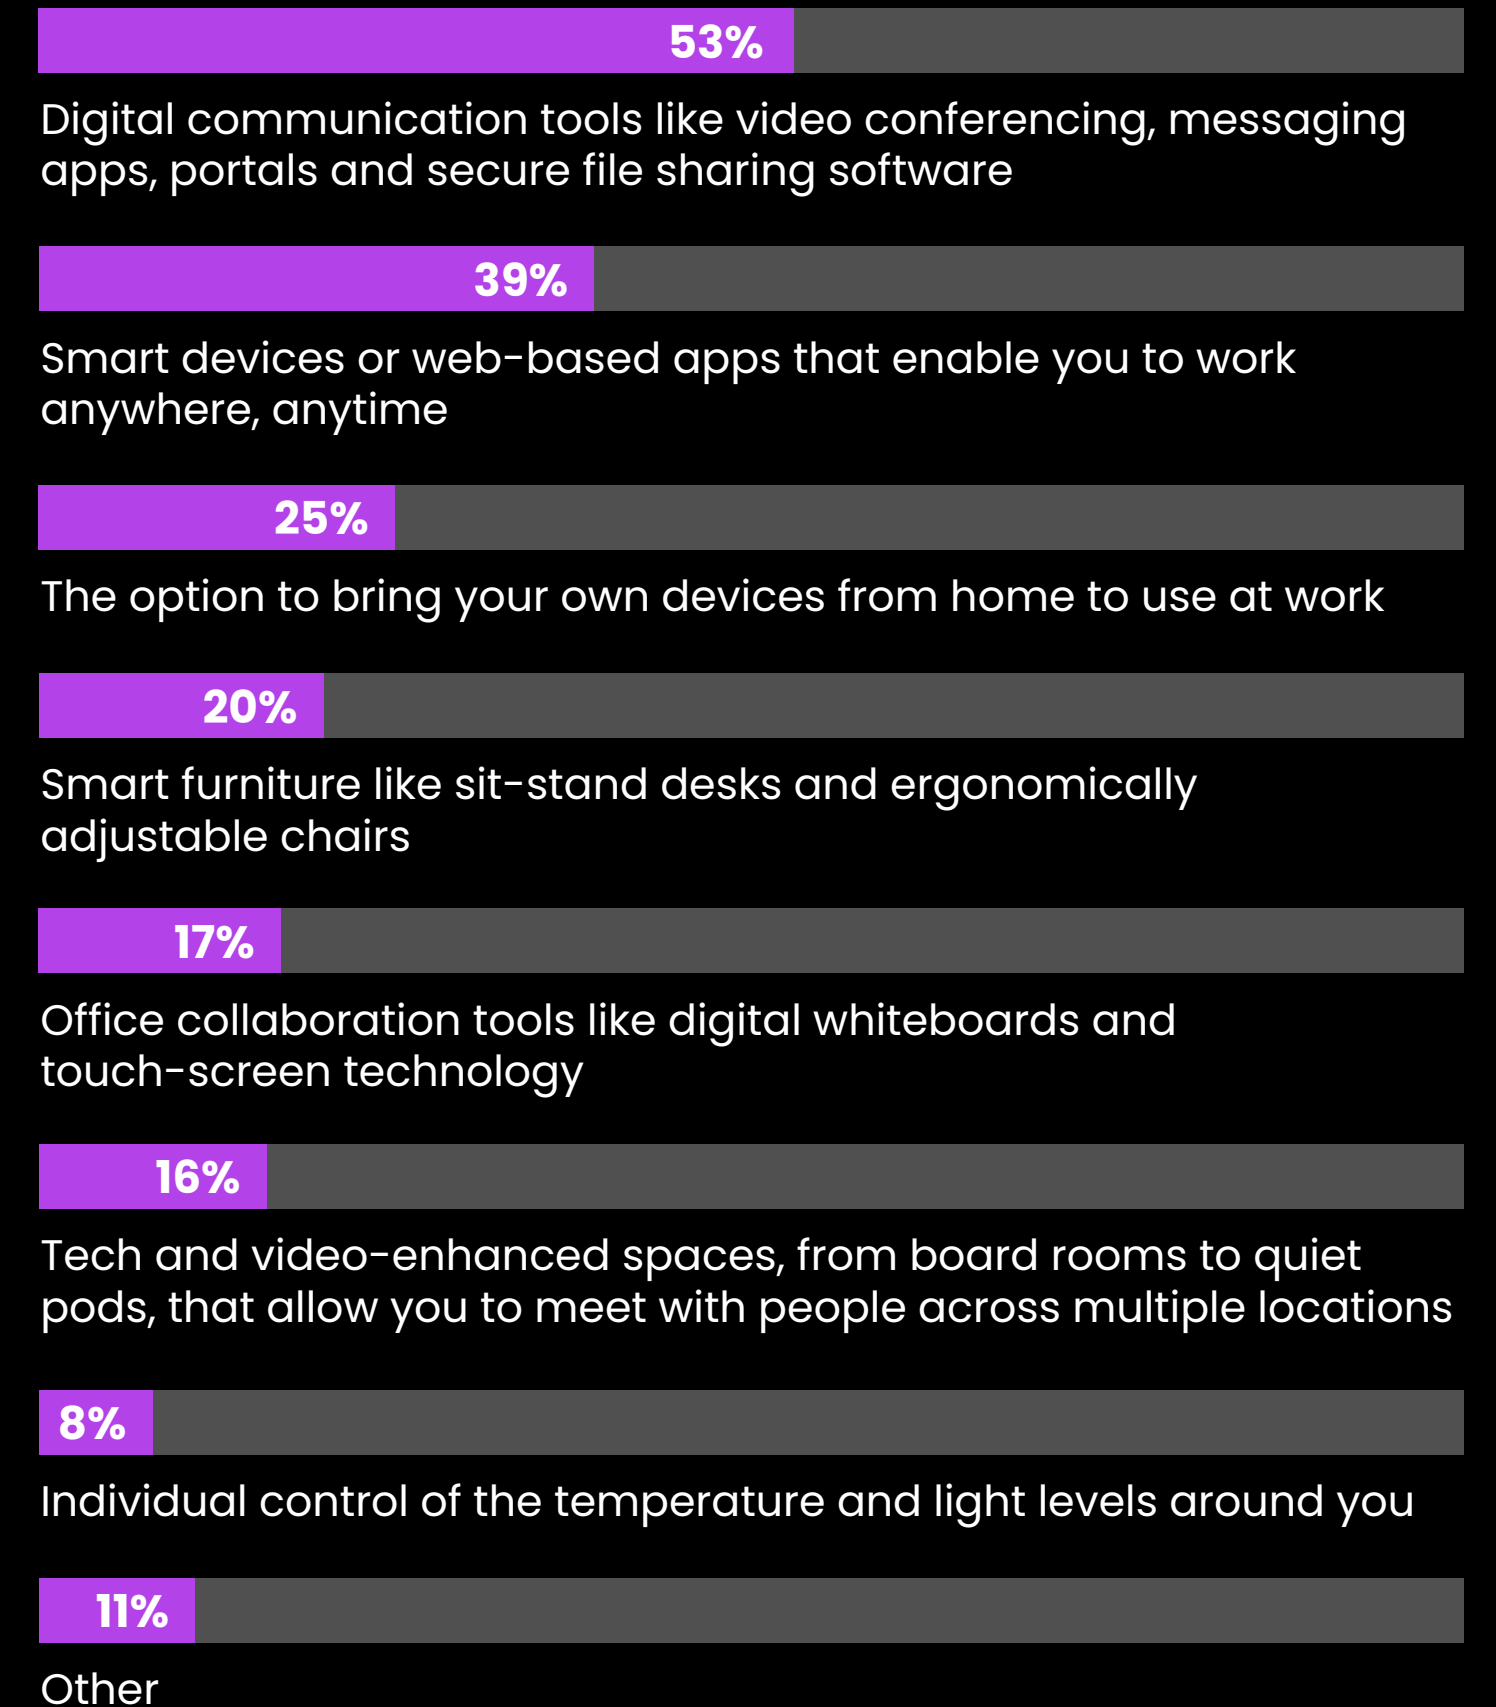 53%
Digital communication tools like video conferencing, messaging
apps, portals and secure file sharing software
39%
Smart devices or web-based apps that enable you to work
anywhere, anytime
25%
The option to bring your own devices from home to use at work
20%
Smart furniture like sit-stand desks and ergonomically
adjustable chairs
17%
Office collaboration tools like digital whiteboards and
touch-screen technology
16%
Tech and video-enhanced spaces, from board rooms to quiet
pods, that allow you to meet with people across multiple locations
8%
Individual control of the temperature and light levels around you
11%
Other